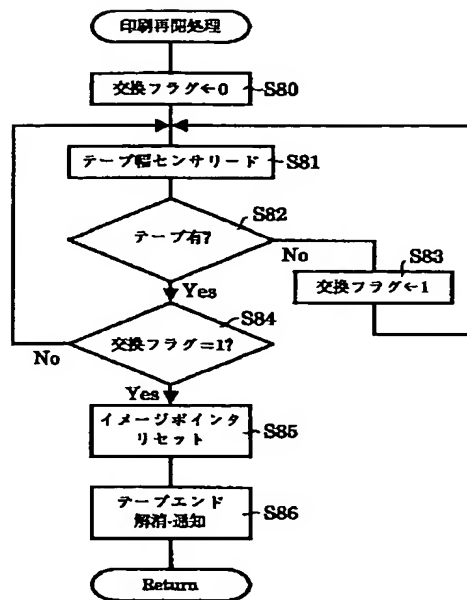 印刷再開処理
交換フラグ←0
S80
テープ幅センサリード
S81
テープ有?
S82
No
S83
交換フラグ←1
Yes
S84
交換フラグ=1?
No
Yes
イメージポインタ
リセット
S85
テープエンド
解消・通知
S86
Return